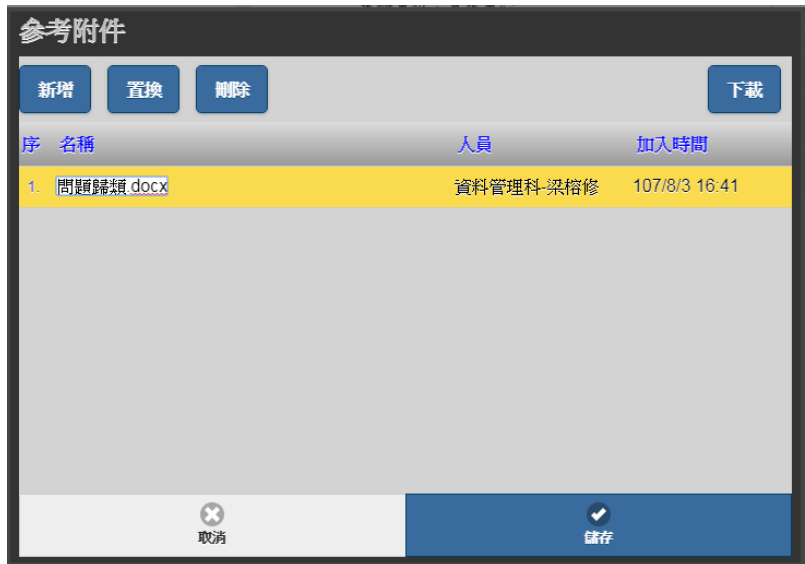 參考附件
新增 置換 刪除 下載
序 名稱 人員 加入時間
1. 問題歸類.docx 資料管理科-梁榕修 107/8/3 16:41
取消 儲存